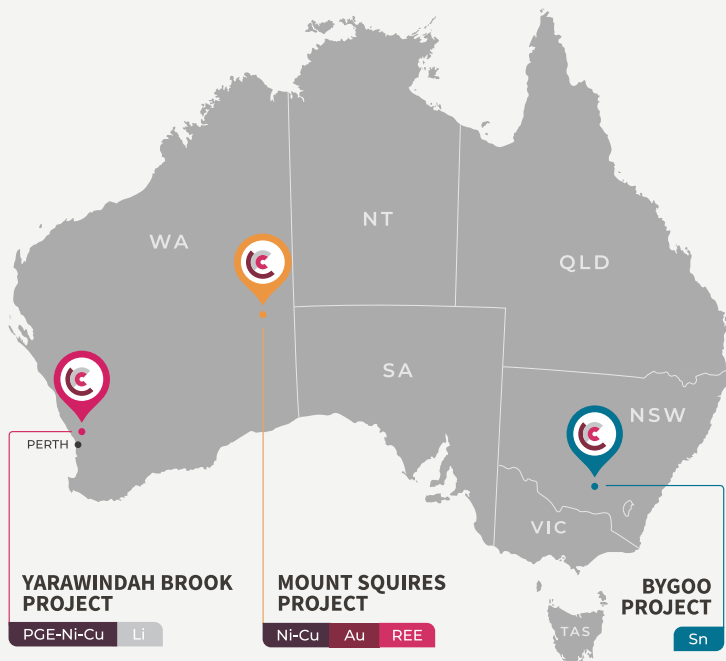 NT
WA
QLD
SA
NSW
PERTH
VIC
YARAWINDAH BROOK
PROJECT
PGE-Ni-Cu Li
MOUNT SQUIRES
PROJECT
Ni-Cu Au REE
BYGOO
PROJECT
Sn
TAS